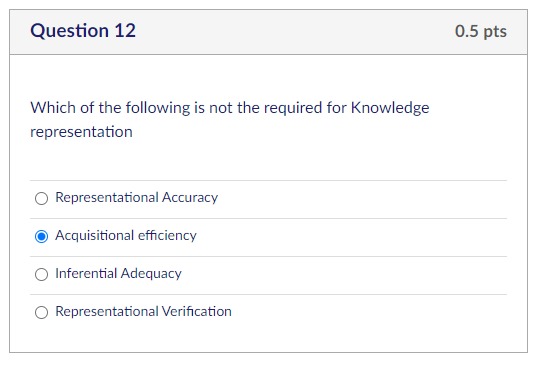 Question 12
0.5 pts
Which of the following is not the required for Knowledge
representation
Representational Accuracy
Acquisitional efficiency
Inferential Adequacy
Representational Verification